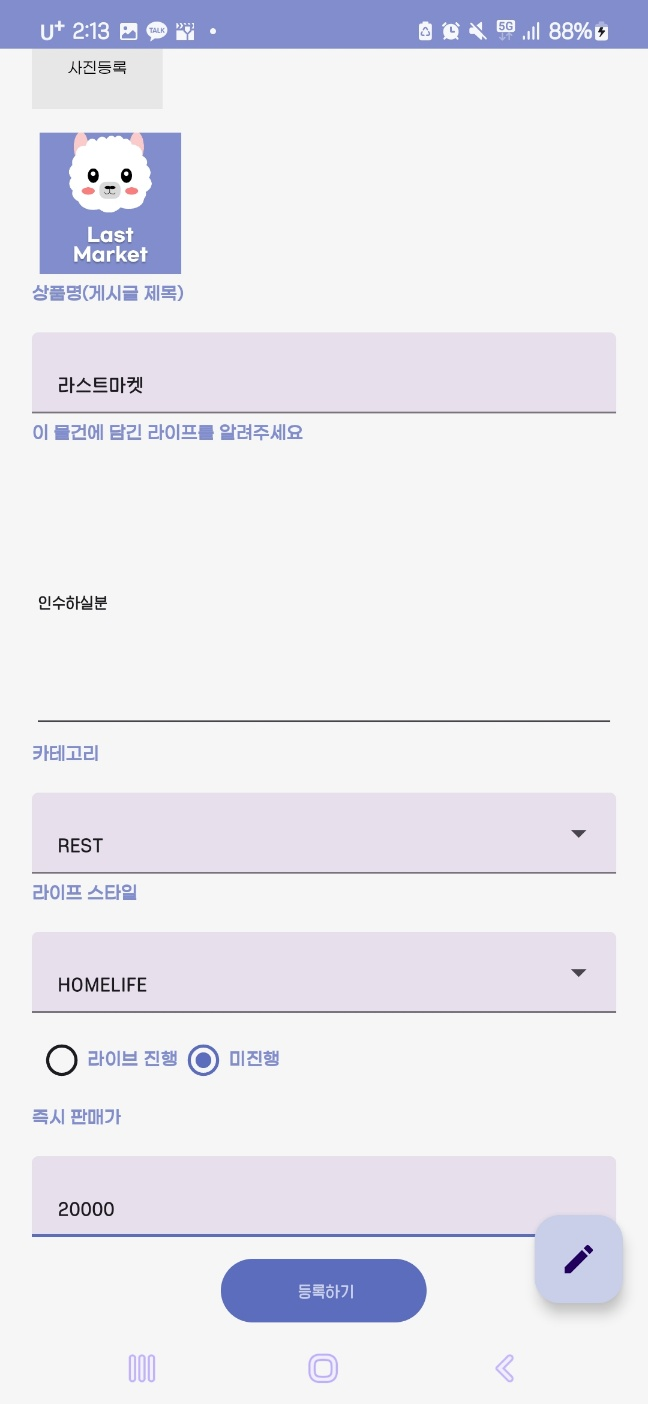 U+ 2:13 TALK 5G 88%
사진등록
Last
Market
상품명(게시글 제목)
라스트마켓
이 물건에 담긴 라이프를 알려주세요
인수하실분
카테고리
REST
라이프 스타일
HOMELIFE
라이브 진행 미진행
즉시 판매가
20000
등록하기